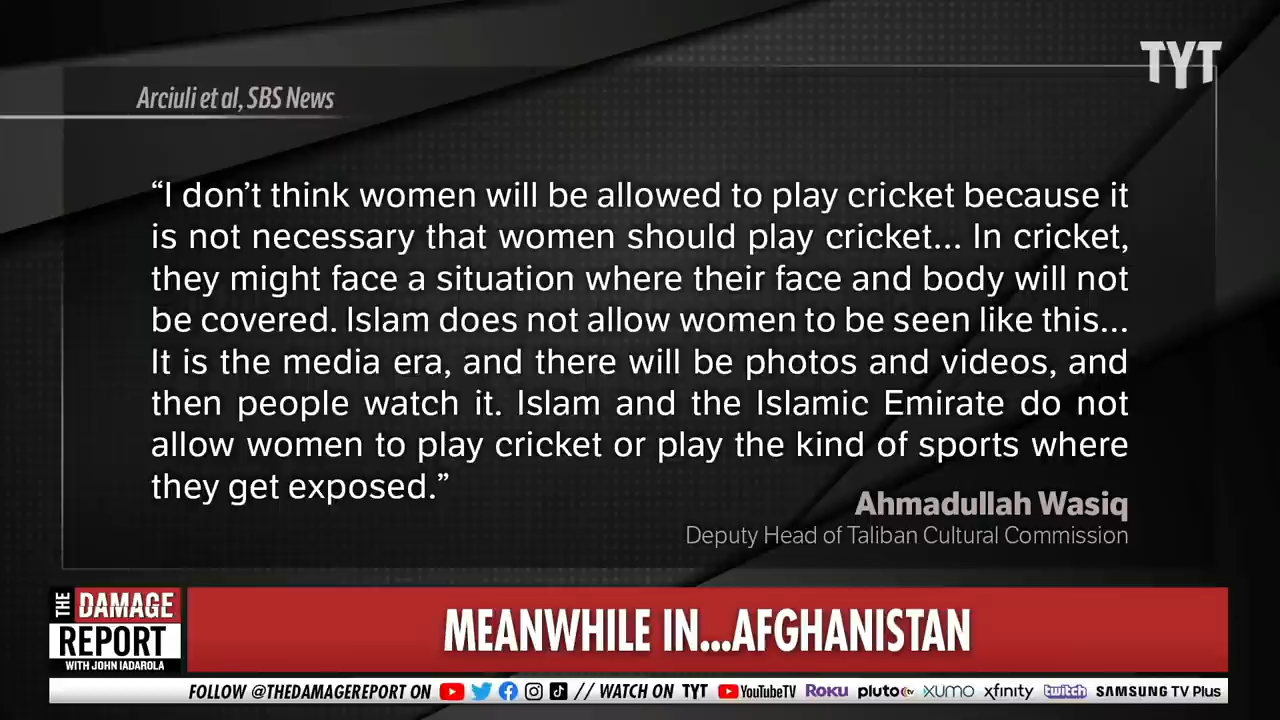 TYT
Arciuli et al, SBS News
“I don’t think women will be allowed to play cricket because it
is not necessary that women should play cricket... In cricket,
they might face a situation where their face and body will not
be covered. Islam does not allow women to be seen like this...
It is the media era, and there will be photos and videos, and
then people watch it. Islam and the Islamic Emirate do not
allow women to play cricket or play the kind of sports where
they get exposed.”
Ahmadullah Wasiq
Deputy Head of Taliban Cultural Commission
THE DAMAGE
REPORT
WITH JOHN IADAROLA
MEANWHILE IN...AFGHANISTAN
FOLLOW @THEDAMAGEREPORT ON // WATCH ON TYT YouTubeTV ROKU pluto tv XUMO xfinity twitch SAMSUNG TV Plus